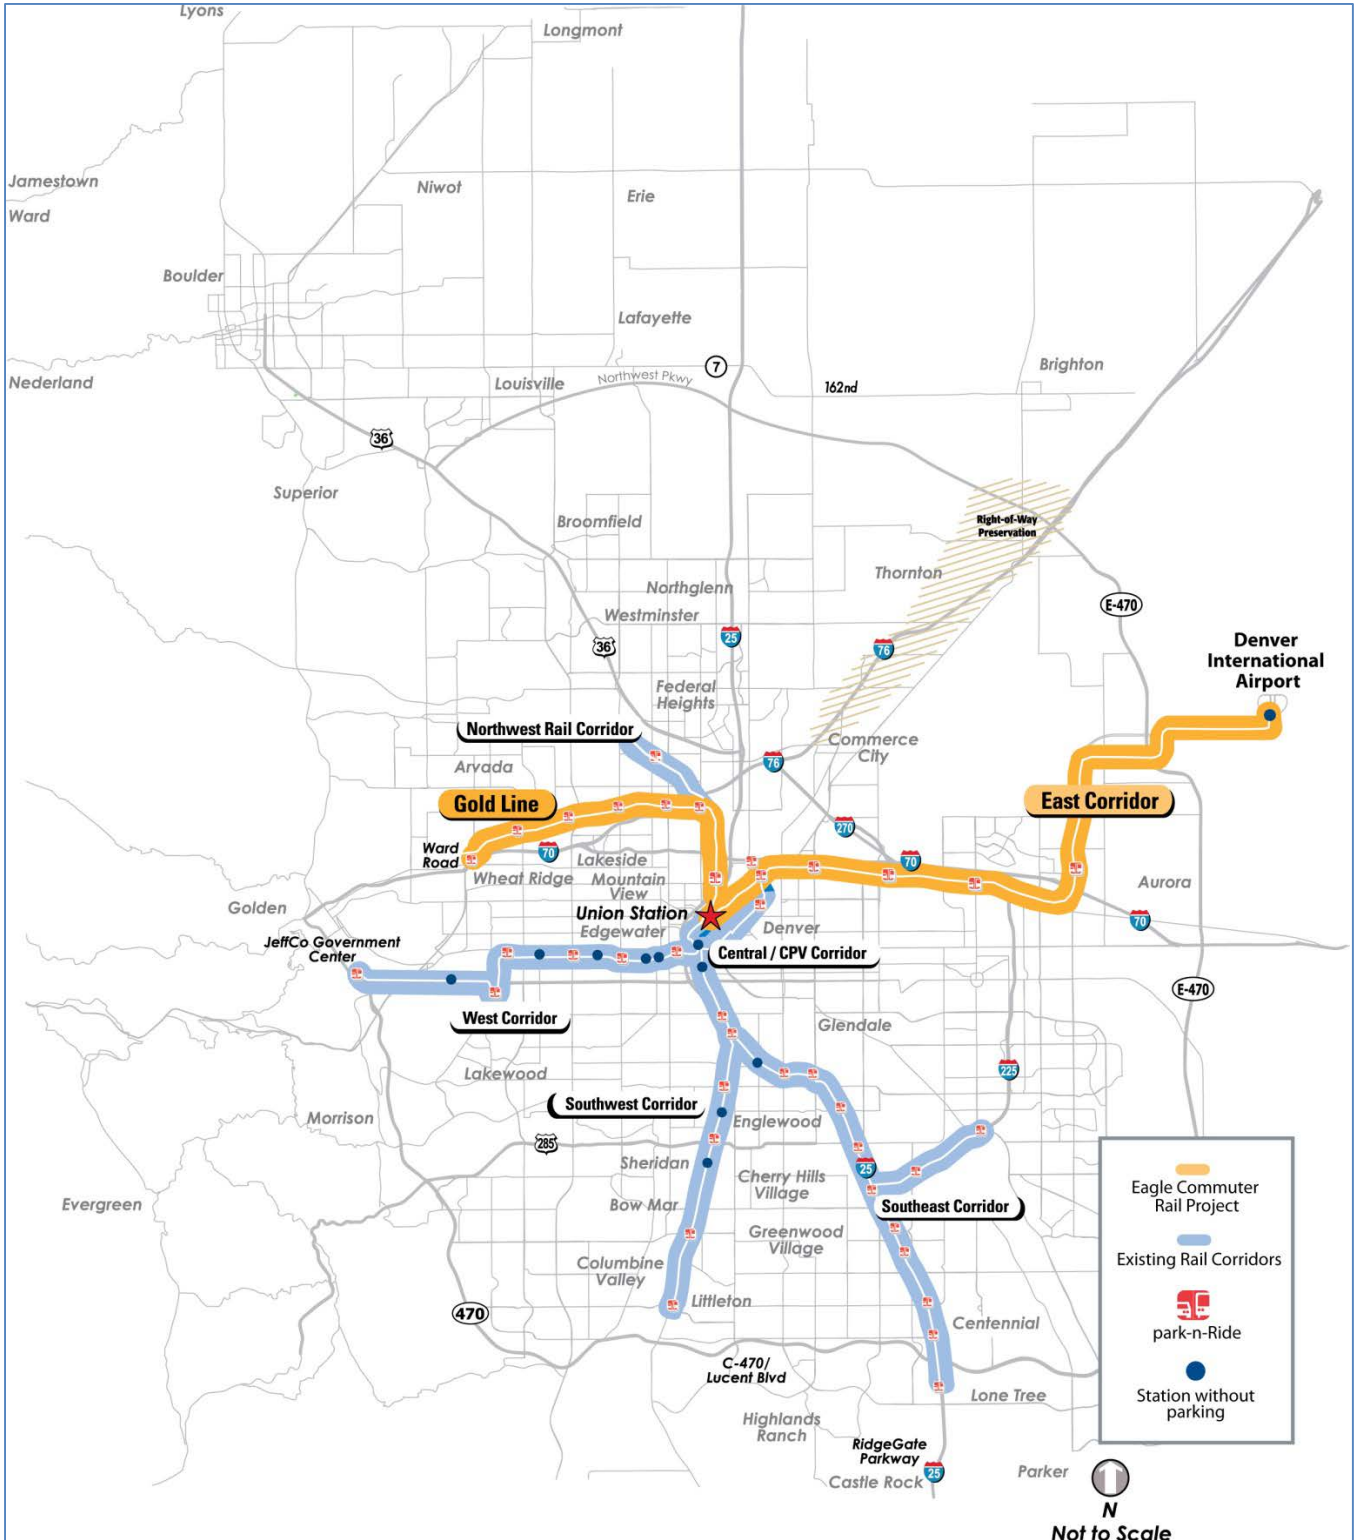 Lyons
Longmont
Jamestown
Niwot
Erie
Ward
Boulder
Lafayette
Brighton
7
Nederland
Louisville
Northwest Pkwy
162nd
36
Superior
Broomfield
Right-of-Way
Preservation
Thornton
Northglenn
Westminster
E-470
25
36
76
Denver
International
Airport
Federal
Heights
Northwest Rail Corridor
Commerce
City
Arvada
76
Gold Line
East Corridor
270
Ward
Road
70
Lakeside
70
Wheat Ridge
Mountain
View
Aurora
Golden
Union Station
Edgewater
Denver
70
JeffCo Government
Center
Central / CPV Corridor
E-470
West Corridor
Glendale
Lakewood
225
Southwest Corridor
Morrison
Englewood
285
Sheridan
25
Cherry Hills
Village
Evergreen
Bow Mar
Southeast Corridor
Greenwood
Village
Columbine
Valley
Littleton
470
Centennial
C-470/
Lucent Blvd
Lone Tree
Highlands
Ranch
RidgeGate
Parkway
25
Castle Rock
Parker
Eagle Commuter
Rail Project
Existing Rail Corridors
park-n-Ride
Station without
parking
N
Not to Scale